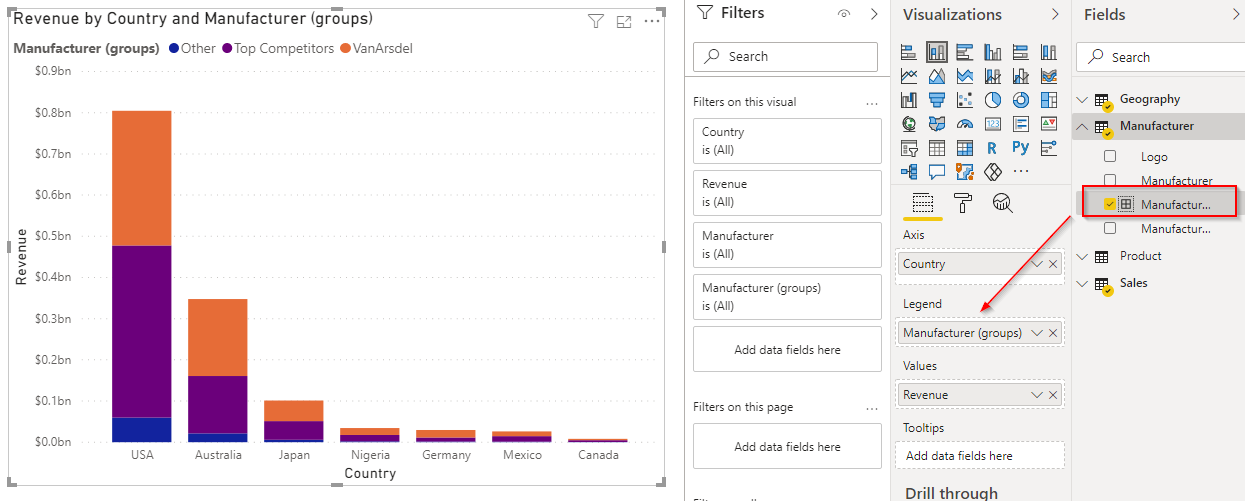 Revenue by Country and Manufacturer (groups)
Manufacturer (groups) Other Top Competitors VanArsdel
$0.9bn
$0.8bn
$0.7bn
$0.6bn
$0.5bn
$0.4bn
$0.3bn
$0.2bn
$0.1bn
$0.0bn
Revenue
USA Australia Japan Nigeria Germany Mexico Canada
Country
Filters
Search
Filters on this visual ...
Country
is (All)
Revenue
is (All)
Manufacturer
is (All)
Manufacturer (groups)
is (All)
Add data fields here
Filters on this page ...
Add data fields here
Visualizations
123
R Py
...
Axis
Country
Legend
Manufacturer (groups)
Values
Revenue
Tooltips
Add data fields here
Drill through
Fields
Search
Geography
Manufacturer
Logo
Manufacturer
Manufactur...
Manufactur...
Product
Sales